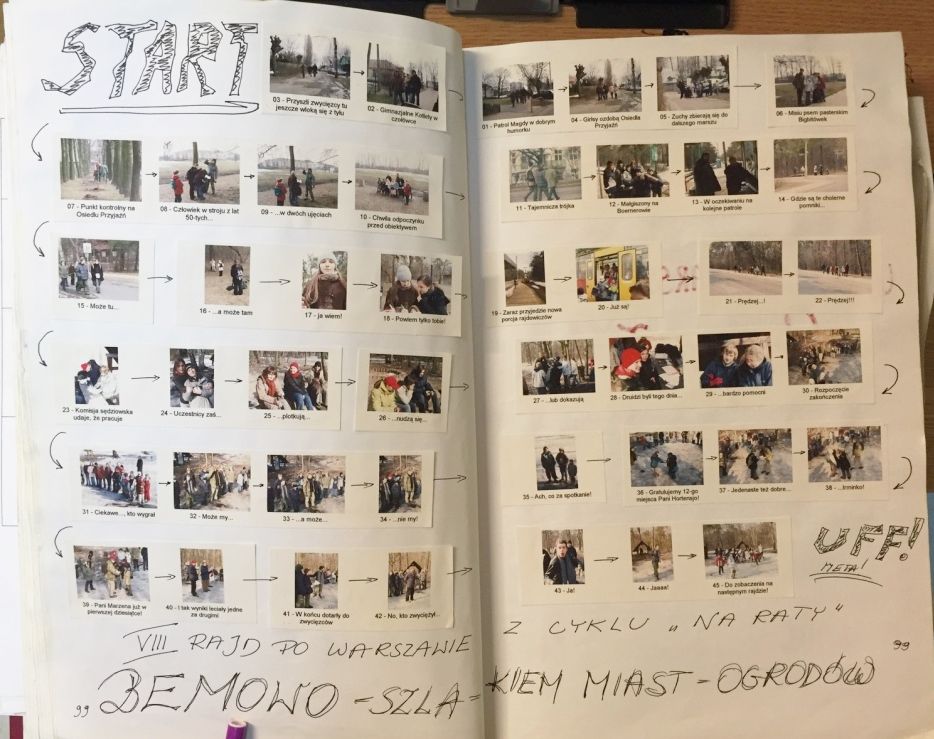 START
03 - Przyszli zwycięzcy tu
jeszcze wloką się z tyłu
02 - Gimnazjalne Kotlety w
czołówce
01 - Patrol Magdy w dobrym
humorku
04 - Girlsy ozdobą Osiedla
Przyjaźń
05 - Zuchy zbierają się do
dalszego marszu
06 - Misiu psem pasterskim
07 - Punkt kontrolny na
Osiedlu Przyjaźń
08 - Człowiek w stroju z lat
50-tych...
09 - ...w dwóch ujęciach
10 - Chwila odpoczynku
przed obiektywem
11 - Tajemnicza trójka
12 - Małgiszony na
Boernerowie
13 - W oczekiwaniu na
kolejne patrole
14 - Gdzie są te cholerne
pomniki...
15 - Może tu...
16 - ...a może tam
17 - ja wiem!
18 - Powiem tylko tobie!
19 - Zaraz przyjedzie nowa
porcja rajdowiczów
20 - Już są!
21 - Prędzej...!
22 - Prędzej!!!
23 - Komisja sędziowska
udaje, że pracuje
24 - Uczestnicy zaś...
25 - ...plotkują...
26 - ...nudzą się...
27 - ...lub dokazują
28 - Druidzi byli tego dnia...
29 - ...bardzo pomocni
30 - Rozpoczęcie
zakończenia
31 - Ciekawe..., kto wygrał
32 - Może my...
33 - ...a może...
34 - ...nie my!
35 - Ach, co za spotkanie!
36 - Gratulujemy 12-go
miejsca Pani Hortensjo!
37 - Jedenaste też dobre...
38 - ...Irminko!
39 - Pani Marzena już w
pierwszej dziesiątce!
40 - I tak wyniki leciały jedne
za drugimi
41 - W końcu dotarły do
zwycięzców
42 - No, kto zwyciężył...
43 - Ja!
44 - Jaaaa!
45 - Do zobaczenia na
następnym rajdzie!
UFF!
META!
VIII RAJD PO WARSZAWIE Z CYKLU „NA RATY"
„BEMOWO - SZLA - KIEM MIAST - OGRODÓW"